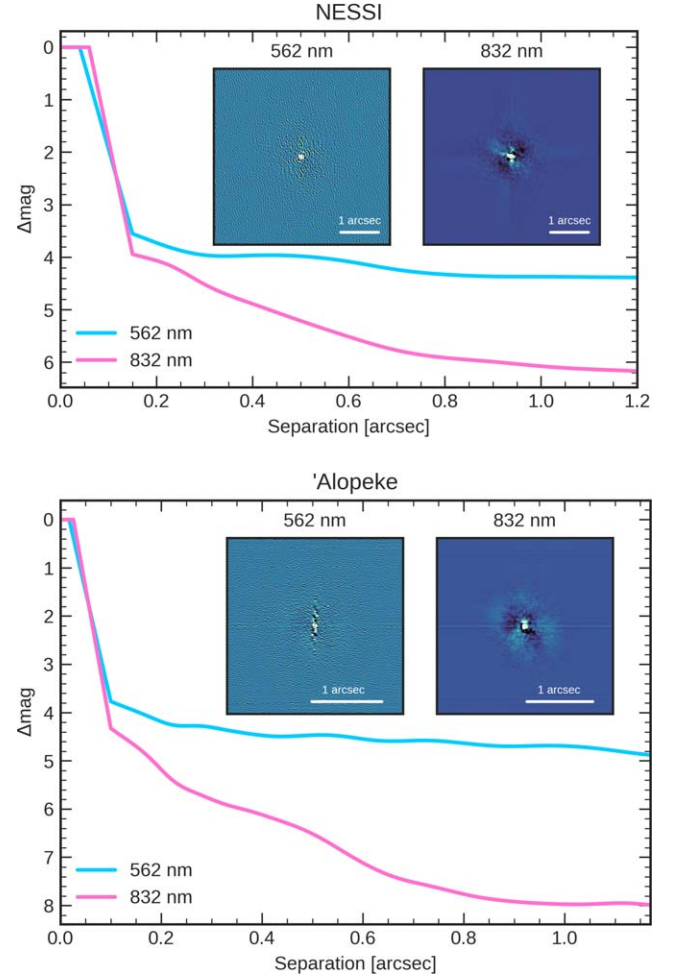 NESSI
562 nm 832 nm
0
1
2
3
4
5
6
Δmag
1 arcsec 1 arcsec
562 nm
832 nm
0.0 0.2 0.4 0.6 0.8 1.0 1.2
Separation [arcsec]
'Alopeke
562 nm 832 nm
0
1
2
3
4
5
6
7
8
Δmag
1 arcsec 1 arcsec
562 nm
832 nm
0.0 0.2 0.4 0.6 0.8 1.0
Separation [arcsec]